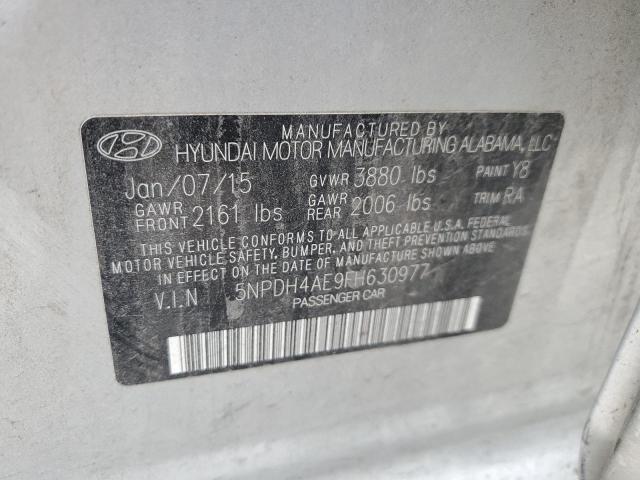 MANUFACTURED BY
HYUNDAI MOTOR MANUFACTURING ALABAMA, LLC
Jan/07/15 GVWR 3880 lbs PAINT Y8
GAWR FRONT 2161 lbs GAWR REAR 2006 lbs TRIM RA
THIS VEHICLE CONFORMS TO ALL APPLICABLE U.S.A. FEDERAL
MOTOR VEHICLE SAFETY, BUMPER, AND THEFT PREVENTION STANDARDS
IN EFFECT ON THE DATE OF MANUFACTURE SHOWN ABOVE.
V.I.N 5NPDH4AE9FH630977
PASSENGER CAR